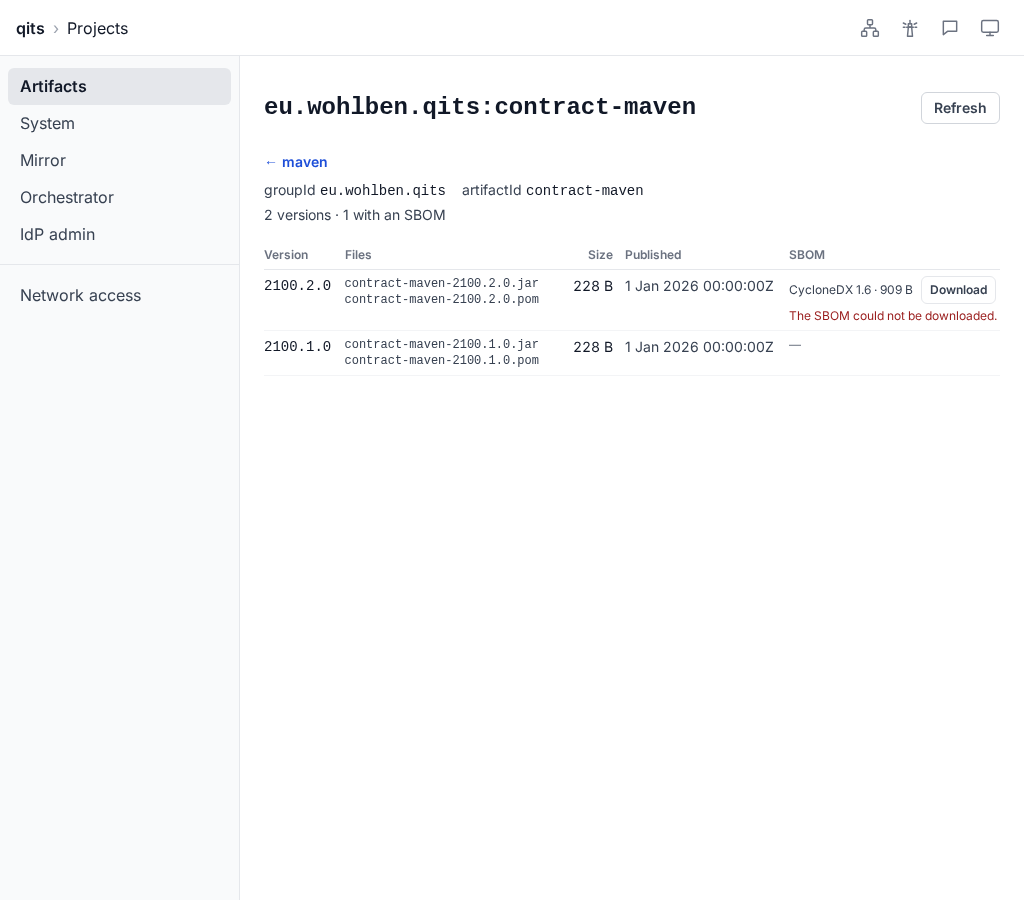 qits › Projects
Artifacts
System
Mirror
Orchestrator
IdP admin
Network access
eu.wohlben.qits:contract-maven
Refresh
← maven
groupId eu.wohlben.qits artifactId contract-maven
2 versions · 1 with an SBOM
Version Files Size Published SBOM
2100.2.0 contract-maven-2100.2.0.jar 228 B 1 Jan 2026 00:00:00Z CycloneDX 1.6 · 909 B Download
contract-maven-2100.2.0.pom
The SBOM could not be downloaded.
2100.1.0 contract-maven-2100.1.0.jar 228 B 1 Jan 2026 00:00:00Z —
contract-maven-2100.1.0.pom